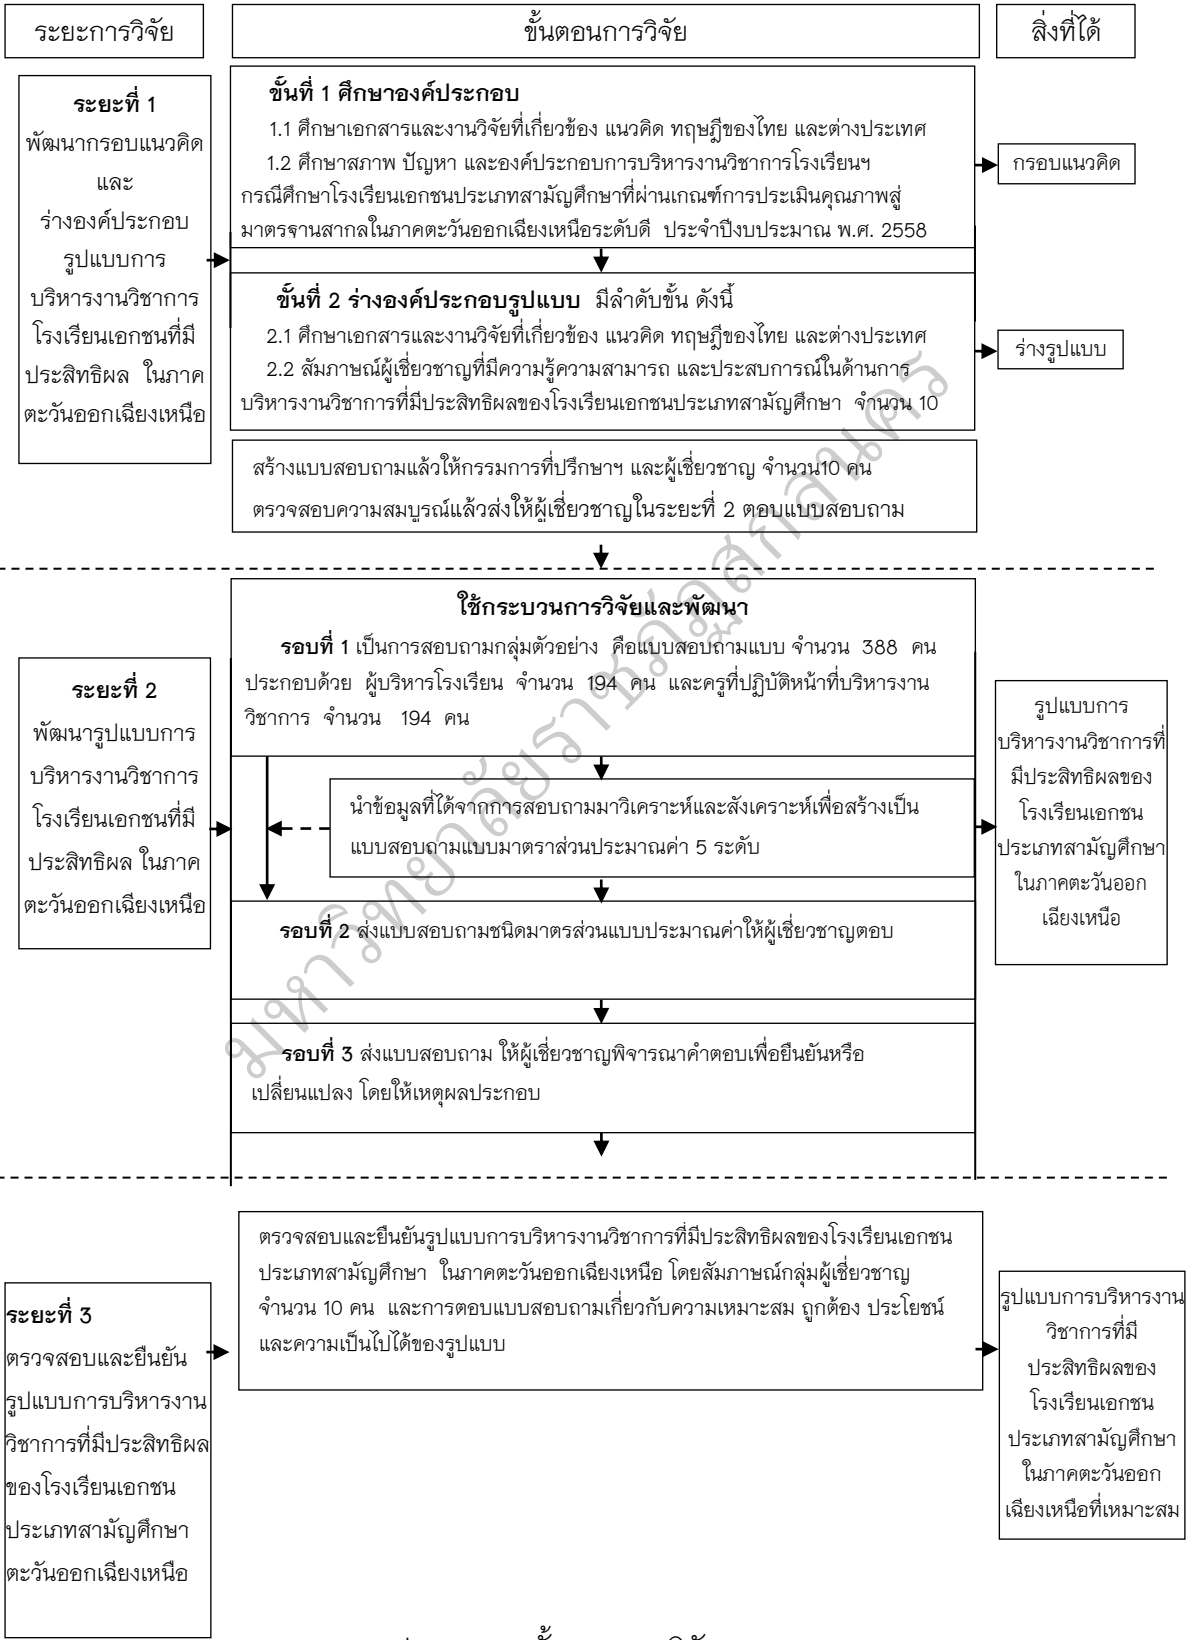 ระยะการวิจัย
ขั้นตอนการวิจัย
สิ่งที่ได้
ระยะที่ 1
พัฒนากรอบแนวคิด
และ
ร่างองค์ประกอบ
รูปแบบการ
บริหารงานวิชาการ
โรงเรียนเอกชนที่มี
ประสิทธิผล ในภาค
ตะวันออกเฉียงเหนือ
ขั้นที่ 1 ศึกษาองค์ประกอบ
1.1 ศึกษาเอกสารและงานวิจัยที่เกี่ยวข้อง แนวคิด ทฤษฎีของไทย และต่างประเทศ
1.2 ศึกษาสภาพ ปัญหา และองค์ประกอบการบริหารงานวิชาการโรงเรียนฯ
กรณีศึกษาโรงเรียนเอกชนประเภทสามัญศึกษาที่ผ่านเกณฑ์การประเมินคุณภาพสู่
มาตรฐานสากลในภาคตะวันออกเฉียงเหนือระดับดี ประจำปีงบประมาณ พ.ศ. 2558
กรอบแนวคิด
ขั้นที่ 2 ร่างองค์ประกอบรูปแบบ มีลำดับขั้น ดังนี้
2.1 ศึกษาเอกสารและงานวิจัยที่เกี่ยวข้อง แนวคิด ทฤษฎีของไทย และต่างประเทศ
2.2 สัมภาษณ์ผู้เชี่ยวชาญที่มีความรู้ความสามารถ และประสบการณ์ในด้านการ
บริหารงานวิชาการที่มีประสิทธิผลของโรงเรียนเอกชนประเภทสามัญศึกษา จำนวน 10
ร่างรูปแบบ
สร้างแบบสอบถามแล้วให้กรรมการที่ปรึกษาฯ และผู้เชี่ยวชาญ จำนวน10 คน
ตรวจสอบความสมบูรณ์แล้วส่งให้ผู้เชี่ยวชาญในระยะที่ 2 ตอบแบบสอบถาม
ระยะที่ 2
พัฒนารูปแบบการ
บริหารงานวิชาการ
โรงเรียนเอกชนที่มี
ประสิทธิผล ในภาค
ตะวันออกเฉียงเหนือ
ใช้กระบวนการวิจัยและพัฒนา
รอบที่ 1 เป็นการสอบถามกลุ่มตัวอย่าง คือแบบสอบถามแบบ จำนวน 388 คน
ประกอบด้วย ผู้บริหารโรงเรียน จำนวน 194 คน และครูที่ปฏิบัติหน้าที่บริหารงาน
วิชาการ จำนวน 194 คน
นำข้อมูลที่ได้จากการสอบถามมาวิเคราะห์และสังเคราะห์เพื่อสร้างเป็น
แบบสอบถามแบบมาตราส่วนประมาณค่า 5 ระดับ
รอบที่ 2 ส่งแบบสอบถามชนิดมาตรส่วนแบบประมาณค่าให้ผู้เชี่ยวชาญตอบ
รอบที่ 3 ส่งแบบสอบถาม ให้ผู้เชี่ยวชาญพิจารณาคำตอบเพื่อยืนยันหรือ
เปลี่ยนแปลง โดยให้เหตุผลประกอบ
รูปแบบการ
บริหารงานวิชาการที่
มีประสิทธิผลของ
โรงเรียนเอกชน
ประเภทสามัญศึกษา
ในภาคตะวันออก
เฉียงเหนือ
ระยะที่ 3
ตรวจสอบและยืนยัน
รูปแบบการบริหารงาน
วิชาการที่มีประสิทธิผล
ของโรงเรียนเอกชน
ประเภทสามัญศึกษา
ตะวันออกเฉียงเหนือ
ตรวจสอบและยืนยันรูปแบบการบริหารงานวิชาการที่มีประสิทธิผลของโรงเรียนเอกชน
ประเภทสามัญศึกษา ในภาคตะวันออกเฉียงเหนือ โดยสัมภาษณ์กลุ่มผู้เชี่ยวชาญ
จำนวน 10 คน และการตอบแบบสอบถามเกี่ยวกับความเหมาะสม ถูกต้อง ประโยชน์
และความเป็นไปได้ของรูปแบบ
รูปแบบการบริหารงาน
วิชาการที่มี
ประสิทธิผลของ
โรงเรียนเอกชน
ประเภทสามัญศึกษา
ในภาคตะวันออก
เฉียงเหนือที่เหมาะสม
มหาวิทยาลัยราชภัฏสกลนคร